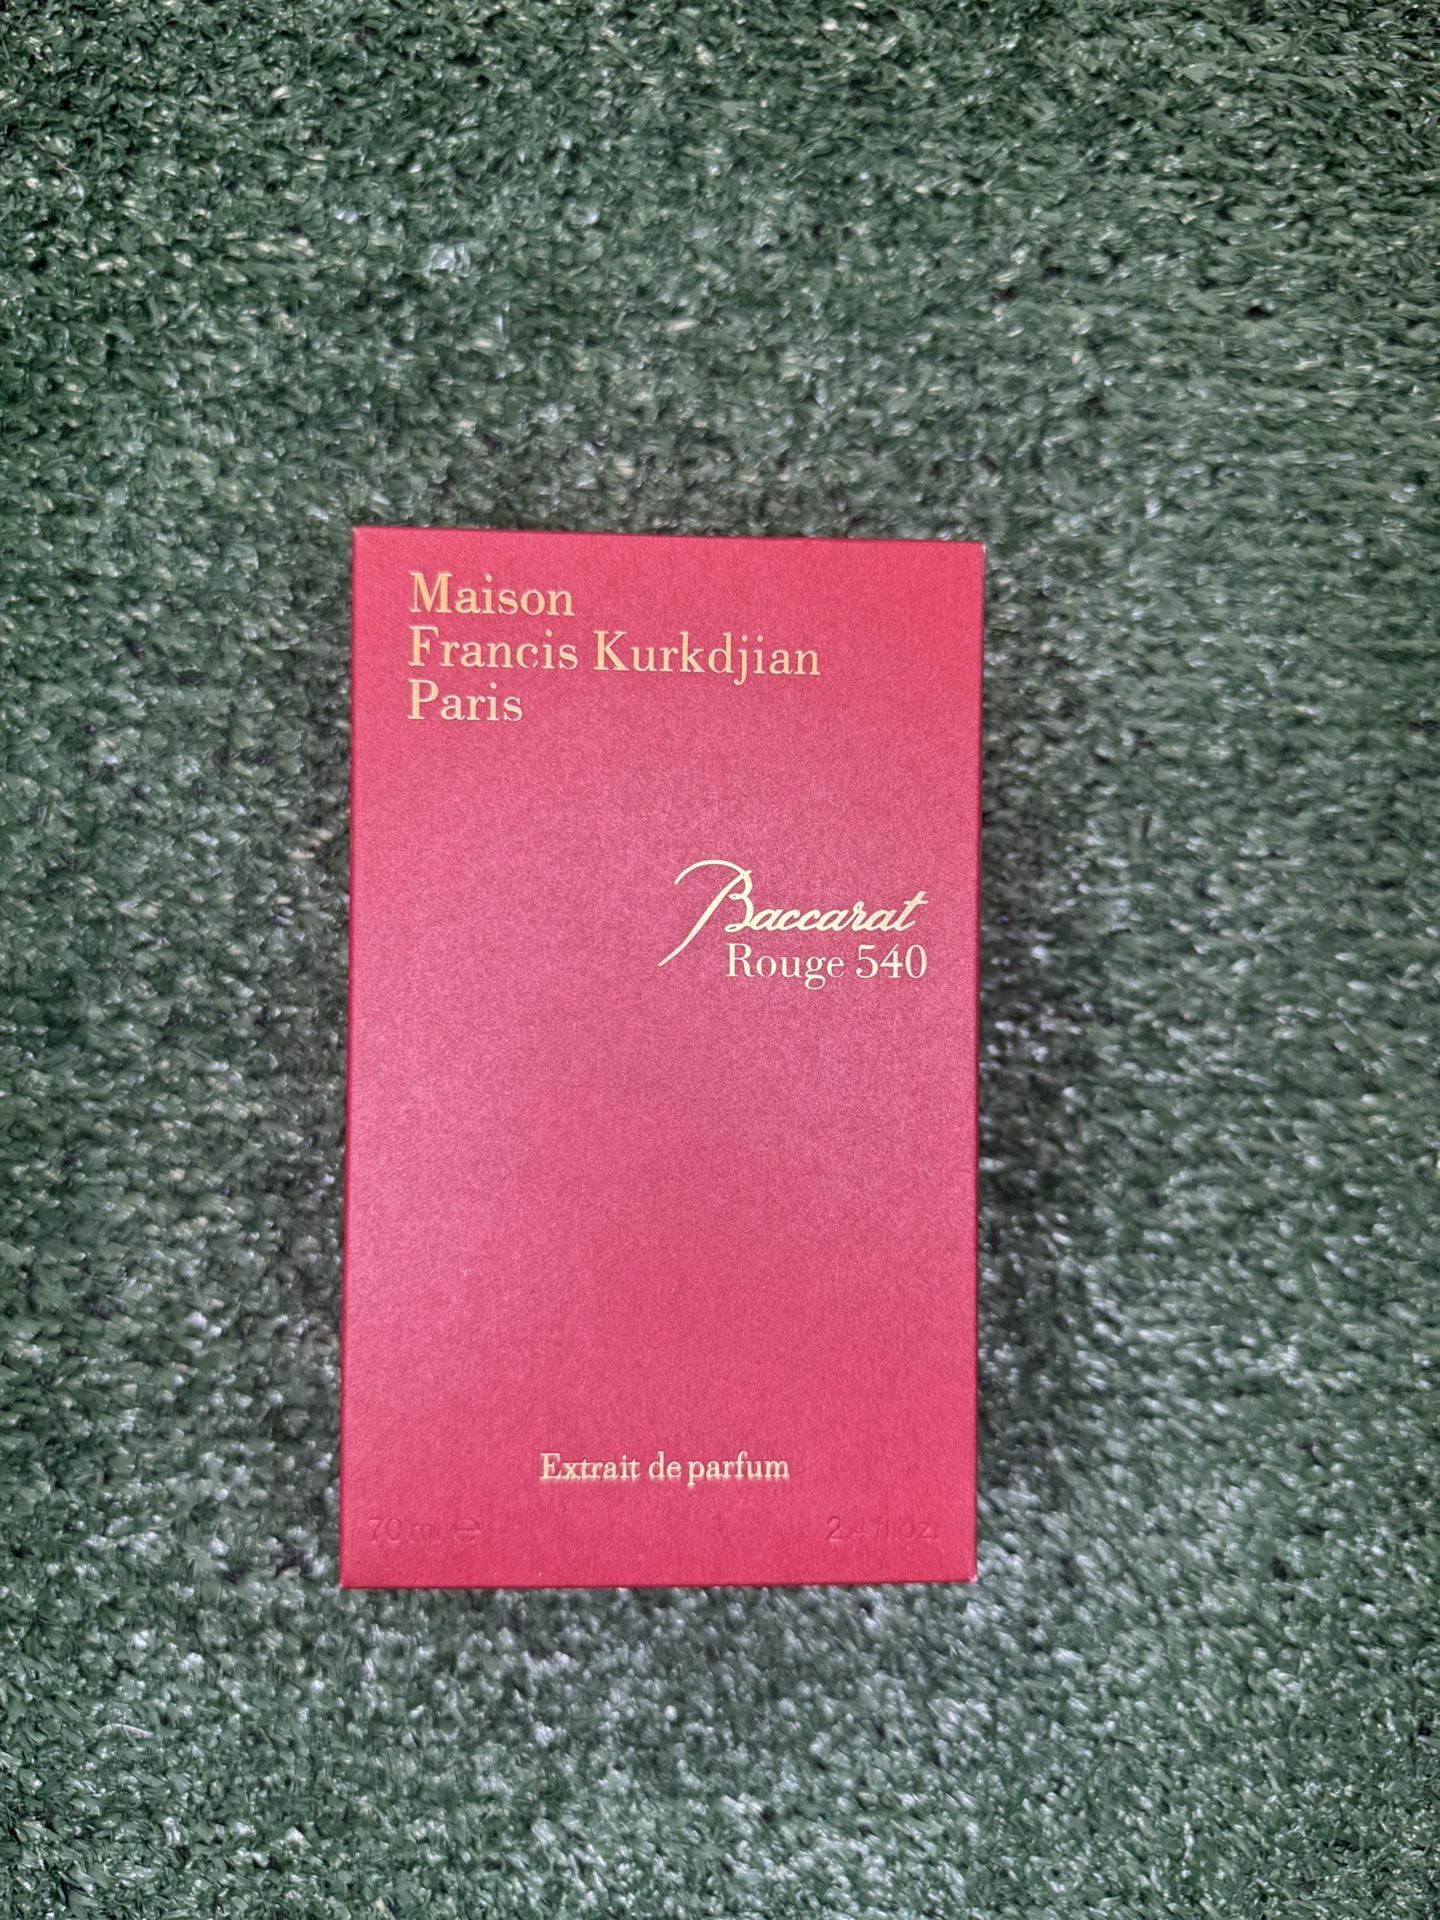 Maison
Francis Kurkdjian
Paris
Baccarat
Rouge 540
Extrait de parfum
70 ml ℮ 2.4 fl.oz.